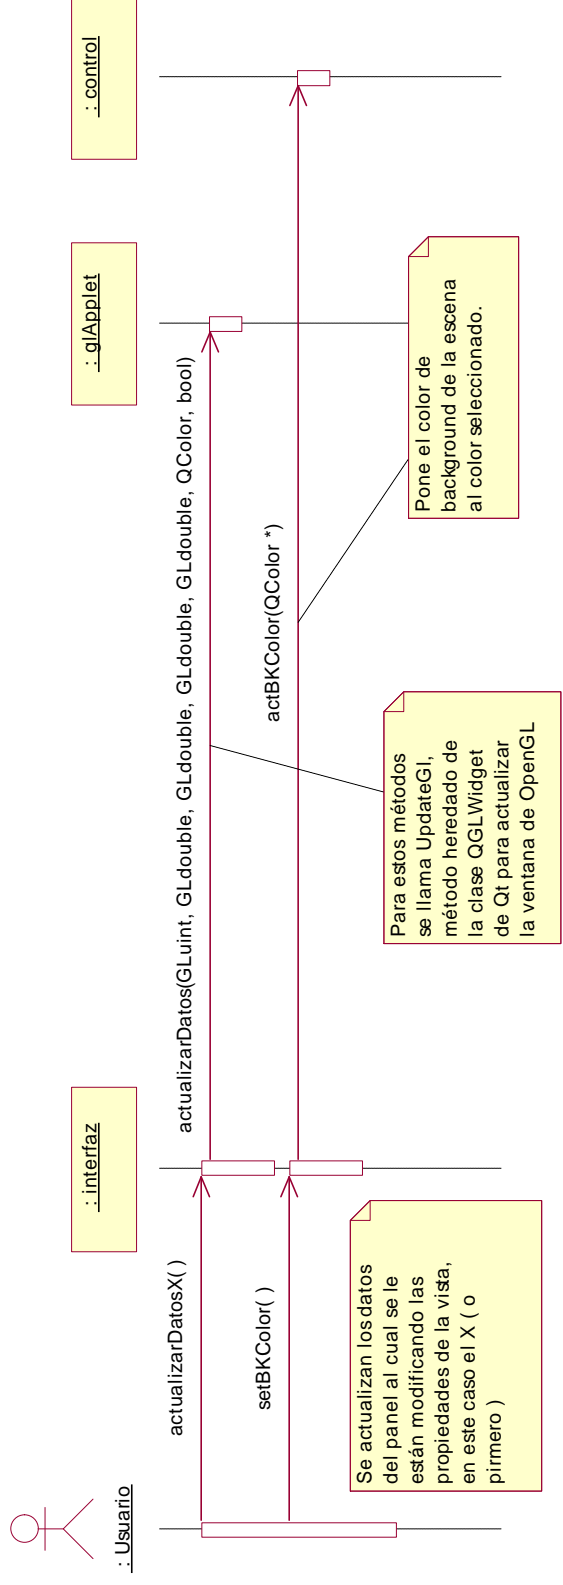 : Usuario
: interfaz
: glApplet
: control
actualizarDatosX( )
actualizarDatos(GLuint, GLdouble, GLdouble, GLdouble, GLdouble, QColor, bool)
setBKColor( )
actBKColor(QColor *)
Se actualizan los datos
del panel al cual se le
están modificando las
propiedades de la vista,
en este caso el X ( o
pirmero )
Para estos métodos
se llama UpdateGl,
método heredado de
la clase QGLWidget
de Qt para actualizar
la ventana de OpenGL
Pone el color de
background de la escena
al color seleccionado.